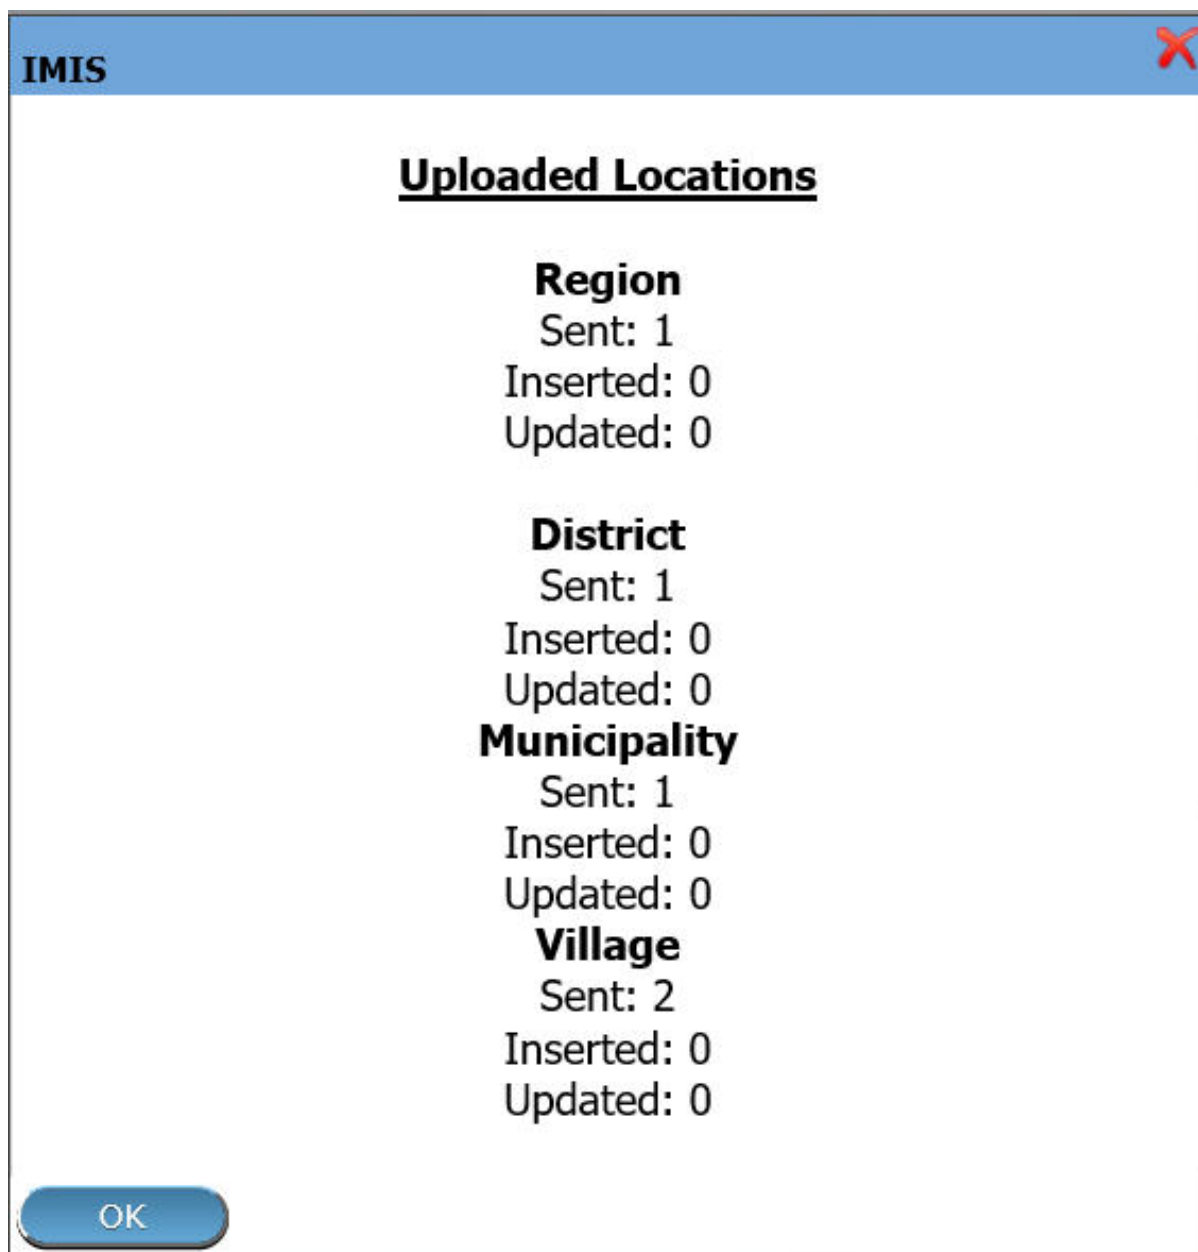 IMIS
Uploaded Locations
Region
Sent: 1
Inserted: 0
Updated: 0
District
Sent: 1
Inserted: 0
Updated: 0
Municipality
Sent: 1
Inserted: 0
Updated: 0
Village
Sent: 2
Inserted: 0
Updated: 0
OK